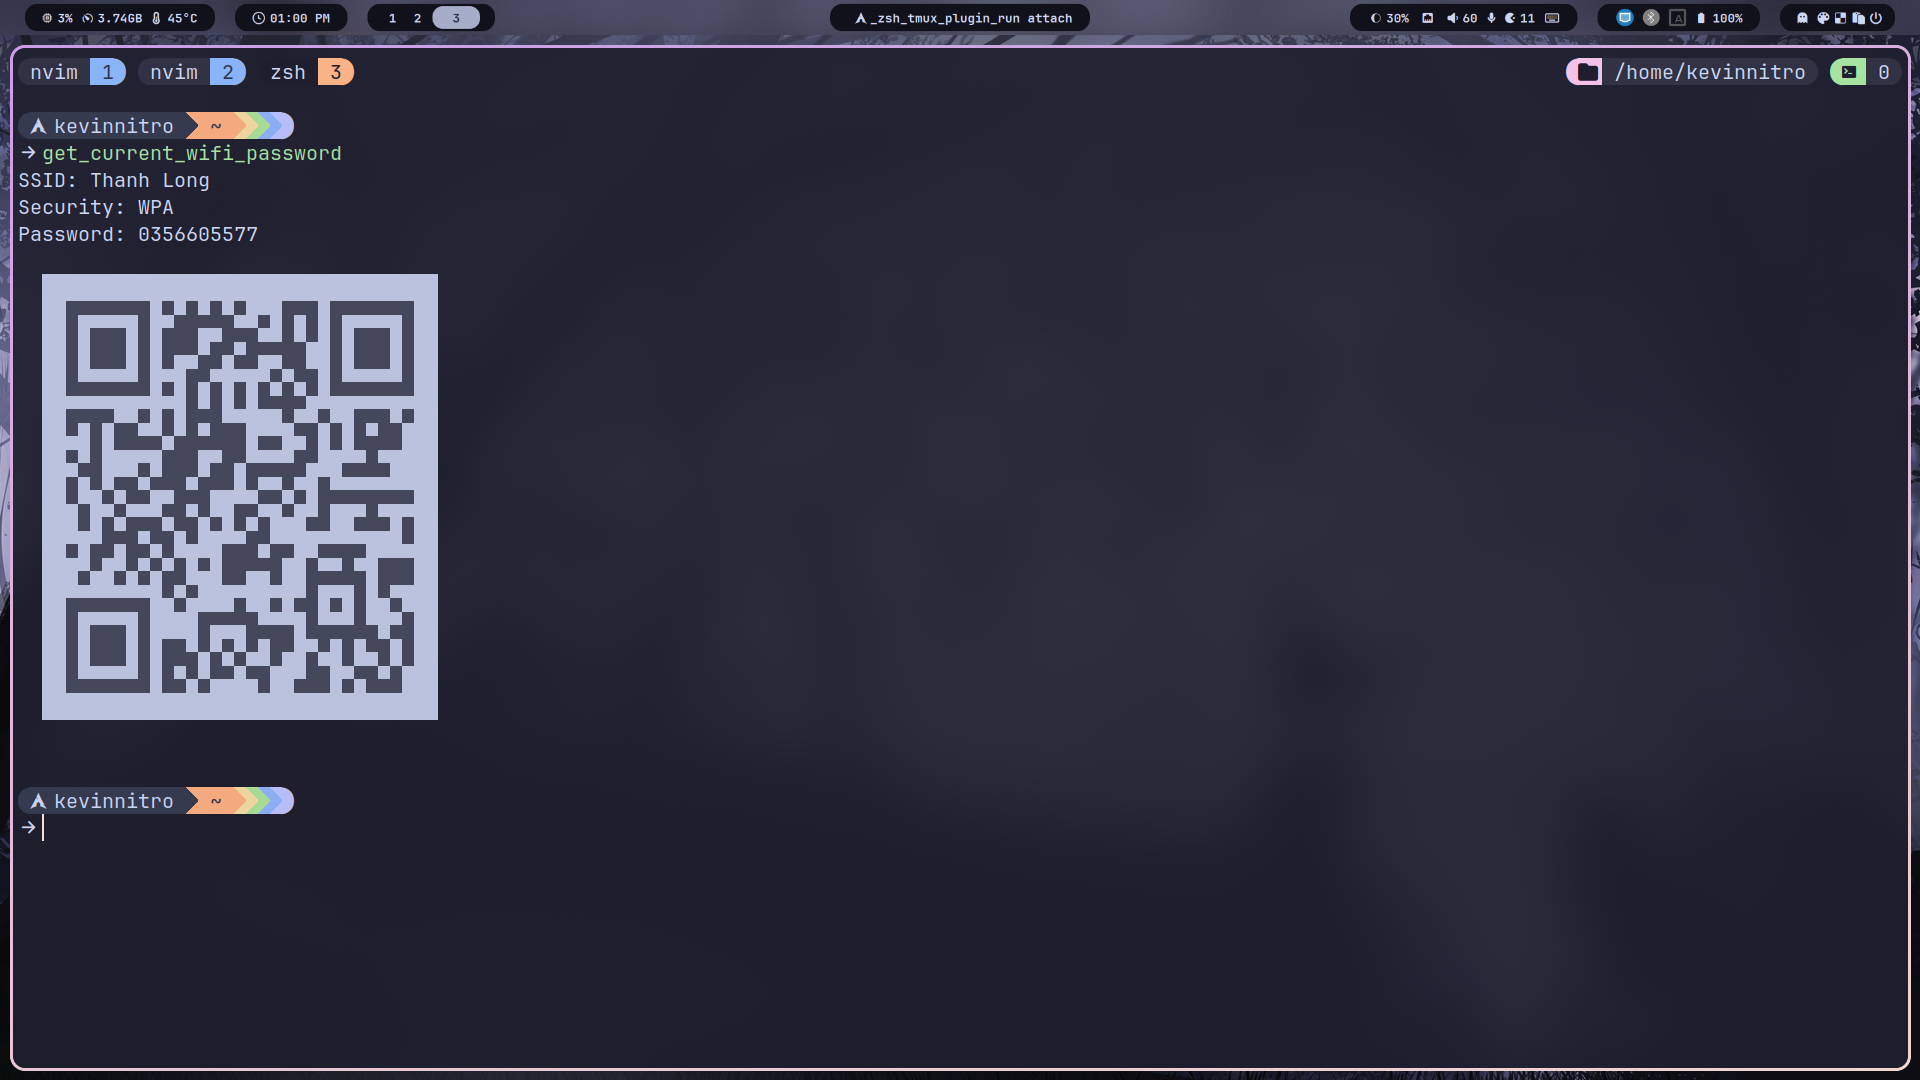 3% 3.74GB 45°C 01:00 PM 1 2 3 _zsh_tmux_plugin_run attach 30% 60 11 A 100%
nvim 1 nvim 2 zsh 3 /home/kevinnitro 0
kevinnitro ~
→ get_current_wifi_password
SSID: Thanh Long
Security: WPA
Password: 0356605577
kevinnitro ~
→